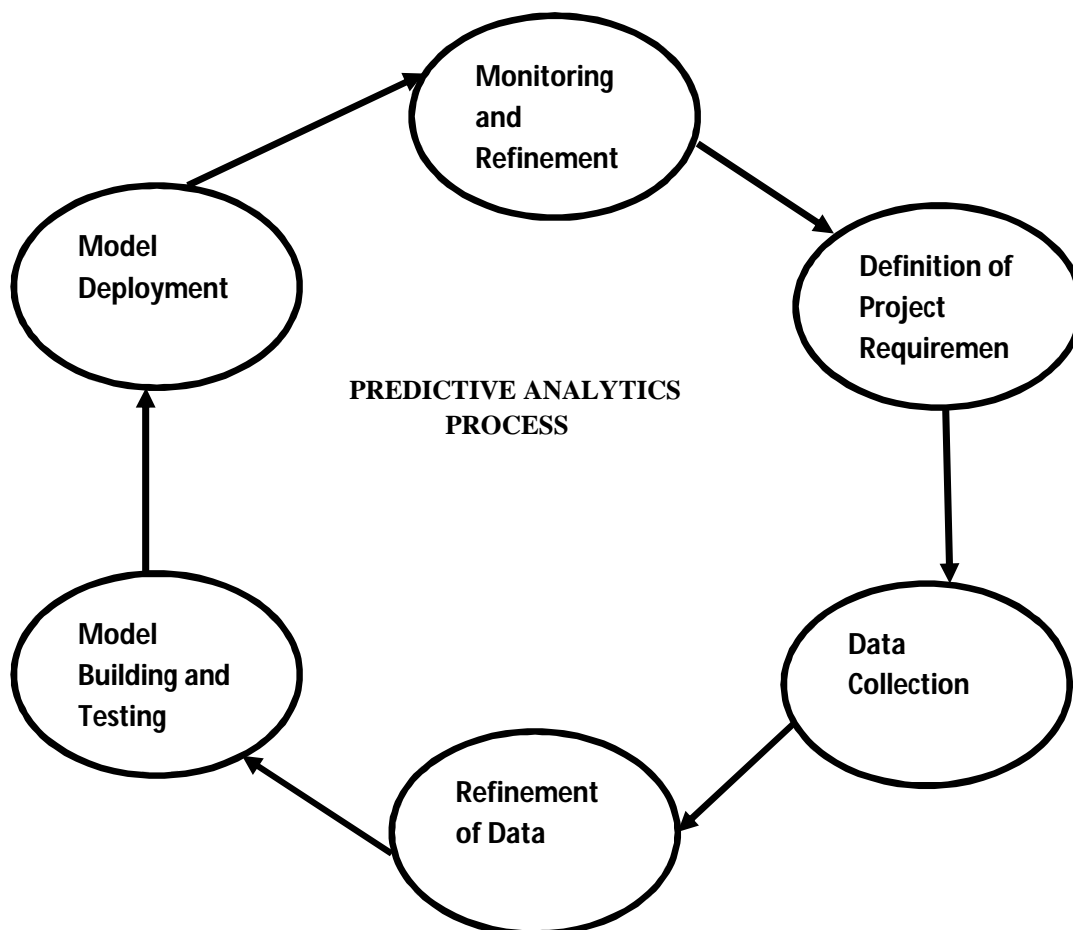 Monitoring
and
Refinement
Model
Deployment
Definition of
Project
Requiremen
PREDICTIVE ANALYTICS
PROCESS
Model
Building and
Testing
Data
Collection
Refinement
of Data